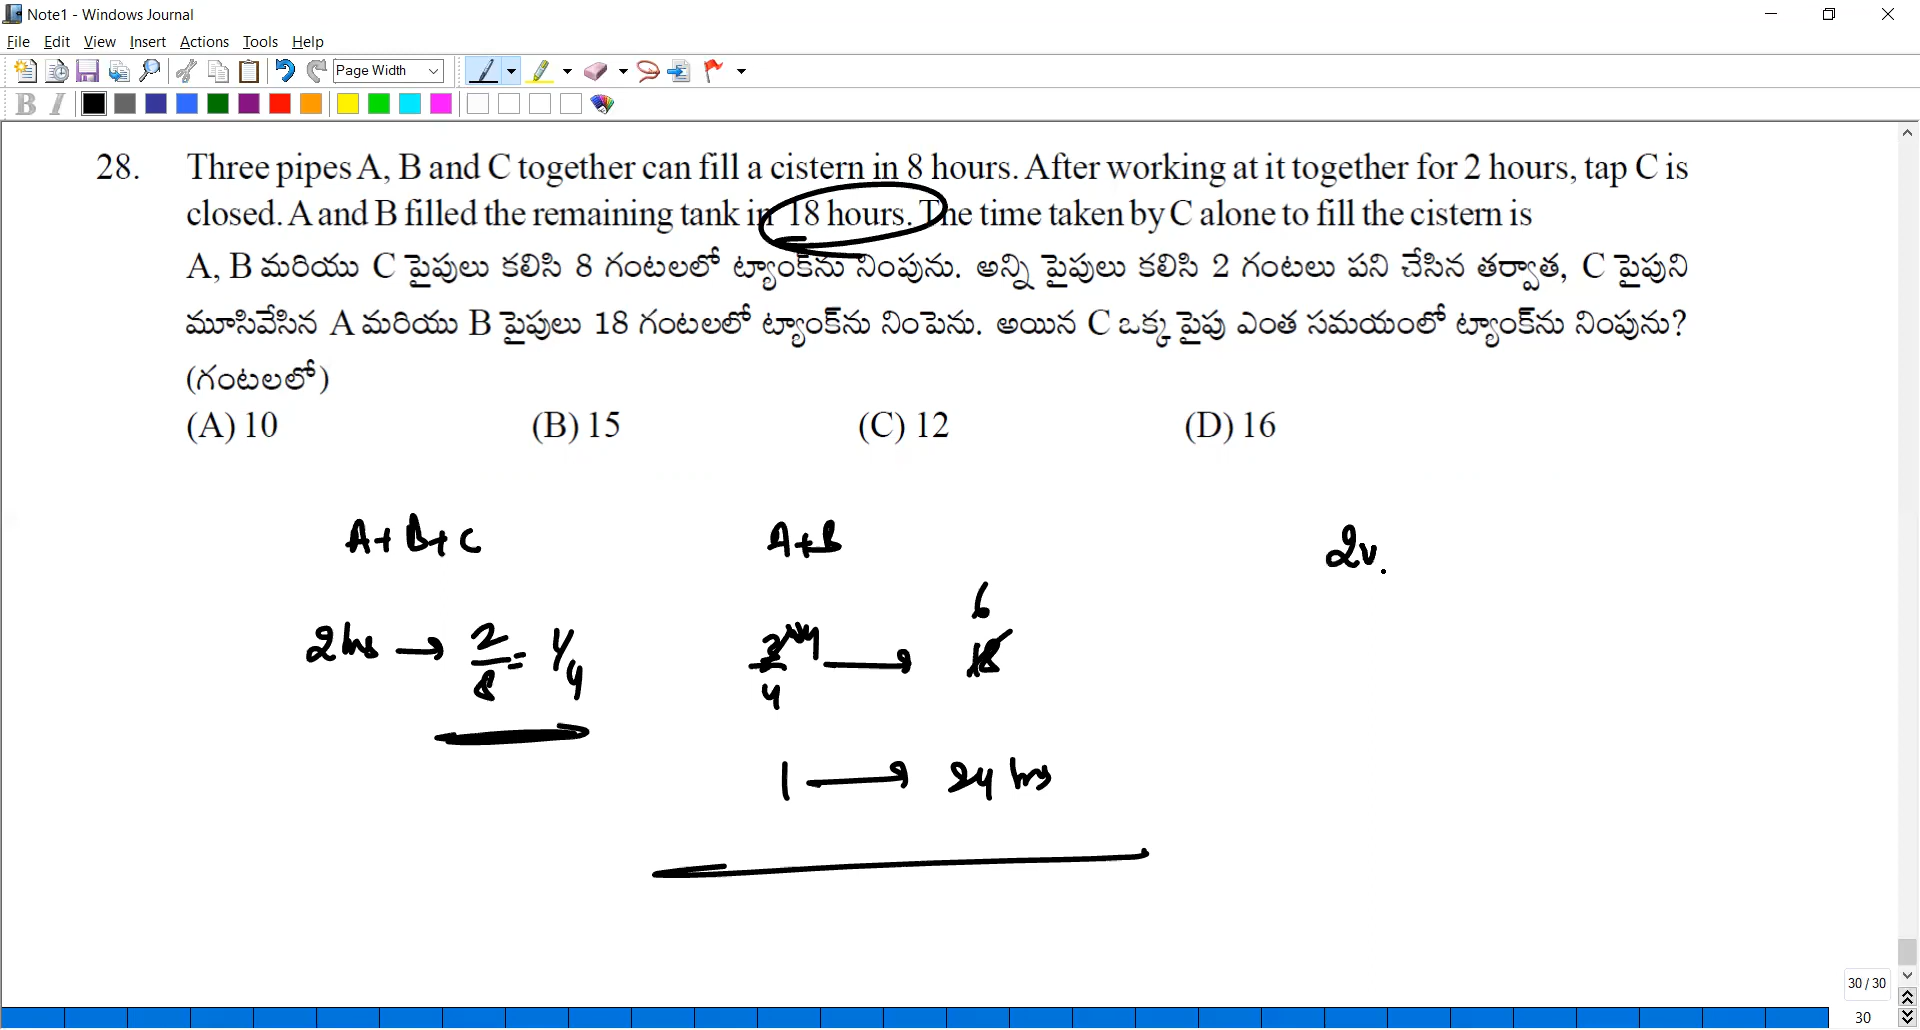 Note1 - Windows Journal
File Edit View Insert Actions Tools Help
Page Width
B I
28. Three pipes A, B and C together can fill a cistern in 8 hours. After working at it together for 2 hours, tap C is
closed. A and B filled the remaining tank in 18 hours. The time taken by C alone to fill the cistern is
A, B మరియు C పైపులు కలిసి 8 గంటలలో ట్యాంక్‌ను నింపును. అన్ని పైపులు కలిసి 2 గంటలు పని చేసిన తర్వాత, C పైపుని
మూసివేసిన A మరియు B పైపులు 18 గంటలలో ట్యాంక్‌ను నింపెను. అయిన C ఒక్క పైపు ఎంత సమయంలో ట్యాంక్‌ను నింపును?
(గంటలలో)
(A) 10 (B) 15 (C) 12 (D) 16
A+B+C A+B
2hrs → 2/8 = 1/4 3/4 → 18
6
1 → 24 hrs
30 / 30
30